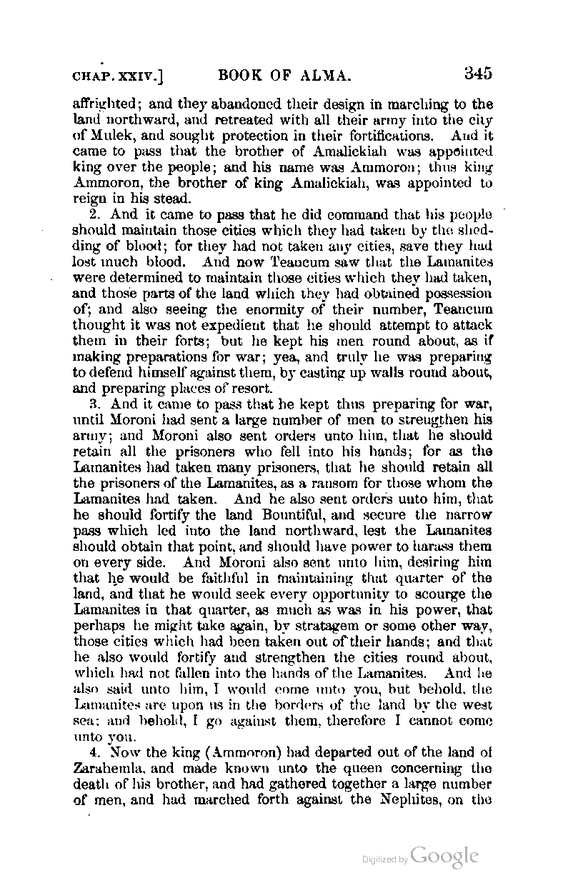 CHAP. XXIV.] BOOK OF ALMA. 345
affrighted; and they abandoned their design in marching to the
land northward, and retreated with all their army into the city
of Mulek, and sought protection in their fortifications. And it
came to pass that the brother of Amalickiah was appointed
king over the people; and his name was Ammoron; thus king
Ammoron, the brother of king Amalickiah, was appointed to
reign in his stead.
2. And it came to pass that he did command that his people
should maintain those cities which they had taken by the shed-
ding of blood; for they had not taken any cities, save they had
lost much blood. And now Teancum saw that the Lamanites
were determined to maintain those cities which they had taken,
and those parts of the land which they had obtained possession
of; and also seeing the enormity of their number, Teancum
thought it was not expedient that he should attempt to attack
them in their forts; but he kept his men round about, as if
making preparations for war; yea, and truly he was preparing
to defend himself against them, by casting up walls round about,
and preparing places of resort.
3. And it came to pass that he kept thus preparing for war,
until Moroni had sent a large number of men to strengthen his
army; and Moroni also sent orders unto him, that he should
retain all the prisoners who fell into his hands; for as the
Lamanites had taken many prisoners, that he should retain all
the prisoners of the Lamanites, as a ransom for those whom the
Lamanites had taken. And he also sent orders unto him, that
he should fortify the land Bountiful, and secure the narrow
pass which led into the land northward, lest the Lamanites
should obtain that point, and should have power to harass them
on every side. And Moroni also sent unto him, desiring him
that he would be faithful in maintaining that quarter of the
land, and that he would seek every opportunity to scourge the
Lamanites in that quarter, as much as was in his power, that
perhaps he might take again, by stratagem or some other way,
those cities which had been taken out of their hands; and that
he also would fortify and strengthen the cities round about,
which had not fallen into the hands of the Lamanites. And he
also said unto him, I would come unto you, but behold, the
Lamanites are upon us in the borders of the land by the west
sea; and behold, I go against them, therefore I cannot come
unto you.
4. Now the king (Ammoron) had departed out of the land of
Zarahemla, and made known unto the queen concerning the
death of his brother, and had gathered together a large number
of men, and had marched forth against the Nephites, on the
Digitized by Google